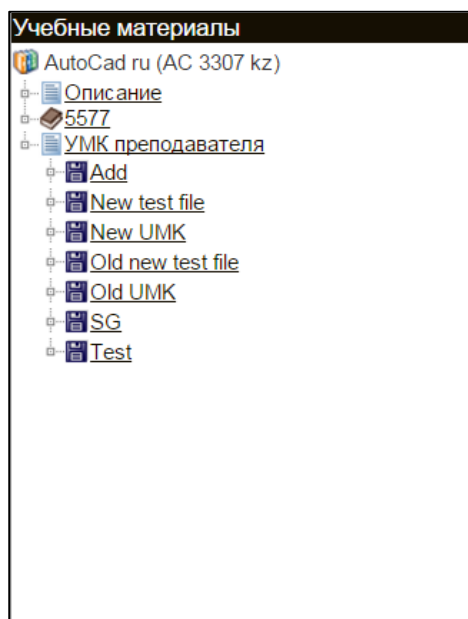 Учебные материалы
AutoCad ru (AC 3307 kz)
Описание
5577
УМК преподавателя
Add
New test file
New UMK
Old new test file
Old UMK
SG
Test